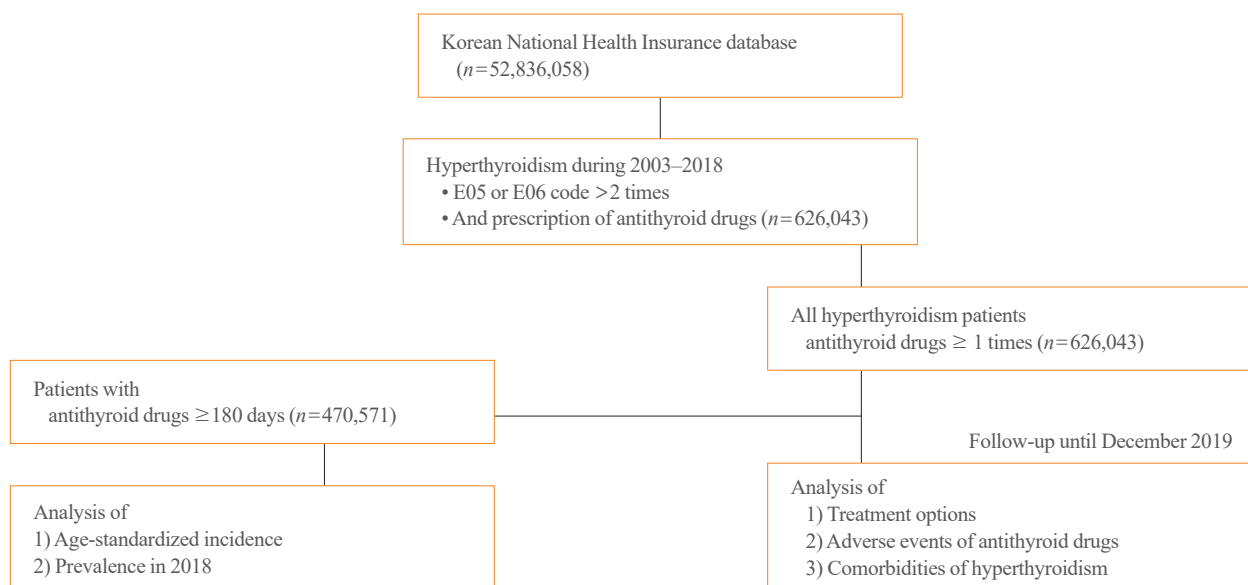 Korean National Health Insurance database
(n=52,836,058)
Hyperthyroidism during 2003–2018
• E05 or E06 code >2 times
• And prescription of antithyroid drugs (n=626,043)
All hyperthyroidism patients
antithyroid drugs ≥ 1 times (n=626,043)
Patients with
antithyroid drugs ≥180 days (n=470,571)
Follow-up until December 2019
Analysis of
1) Age-standardized incidence
2) Prevalence in 2018
Analysis of
1) Treatment options
2) Adverse events of antithyroid drugs
3) Comorbidities of hyperthyroidism